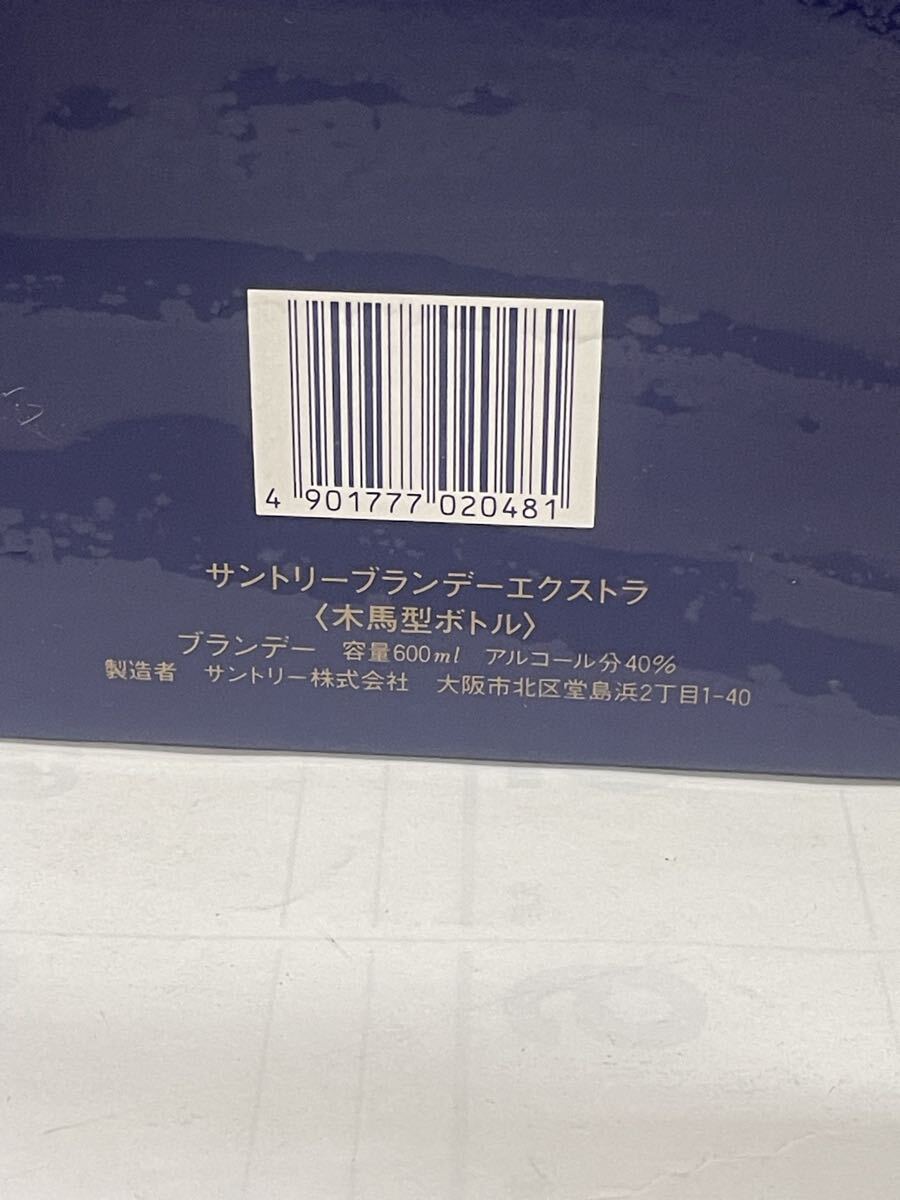 4 901777 020481
サントリーブランデーエクストラ
〈木馬型ボトル〉
ブランデー 容量600ml アルコール分40%
製造者 サントリー株式会社 大阪市北区堂島浜2丁目1-40